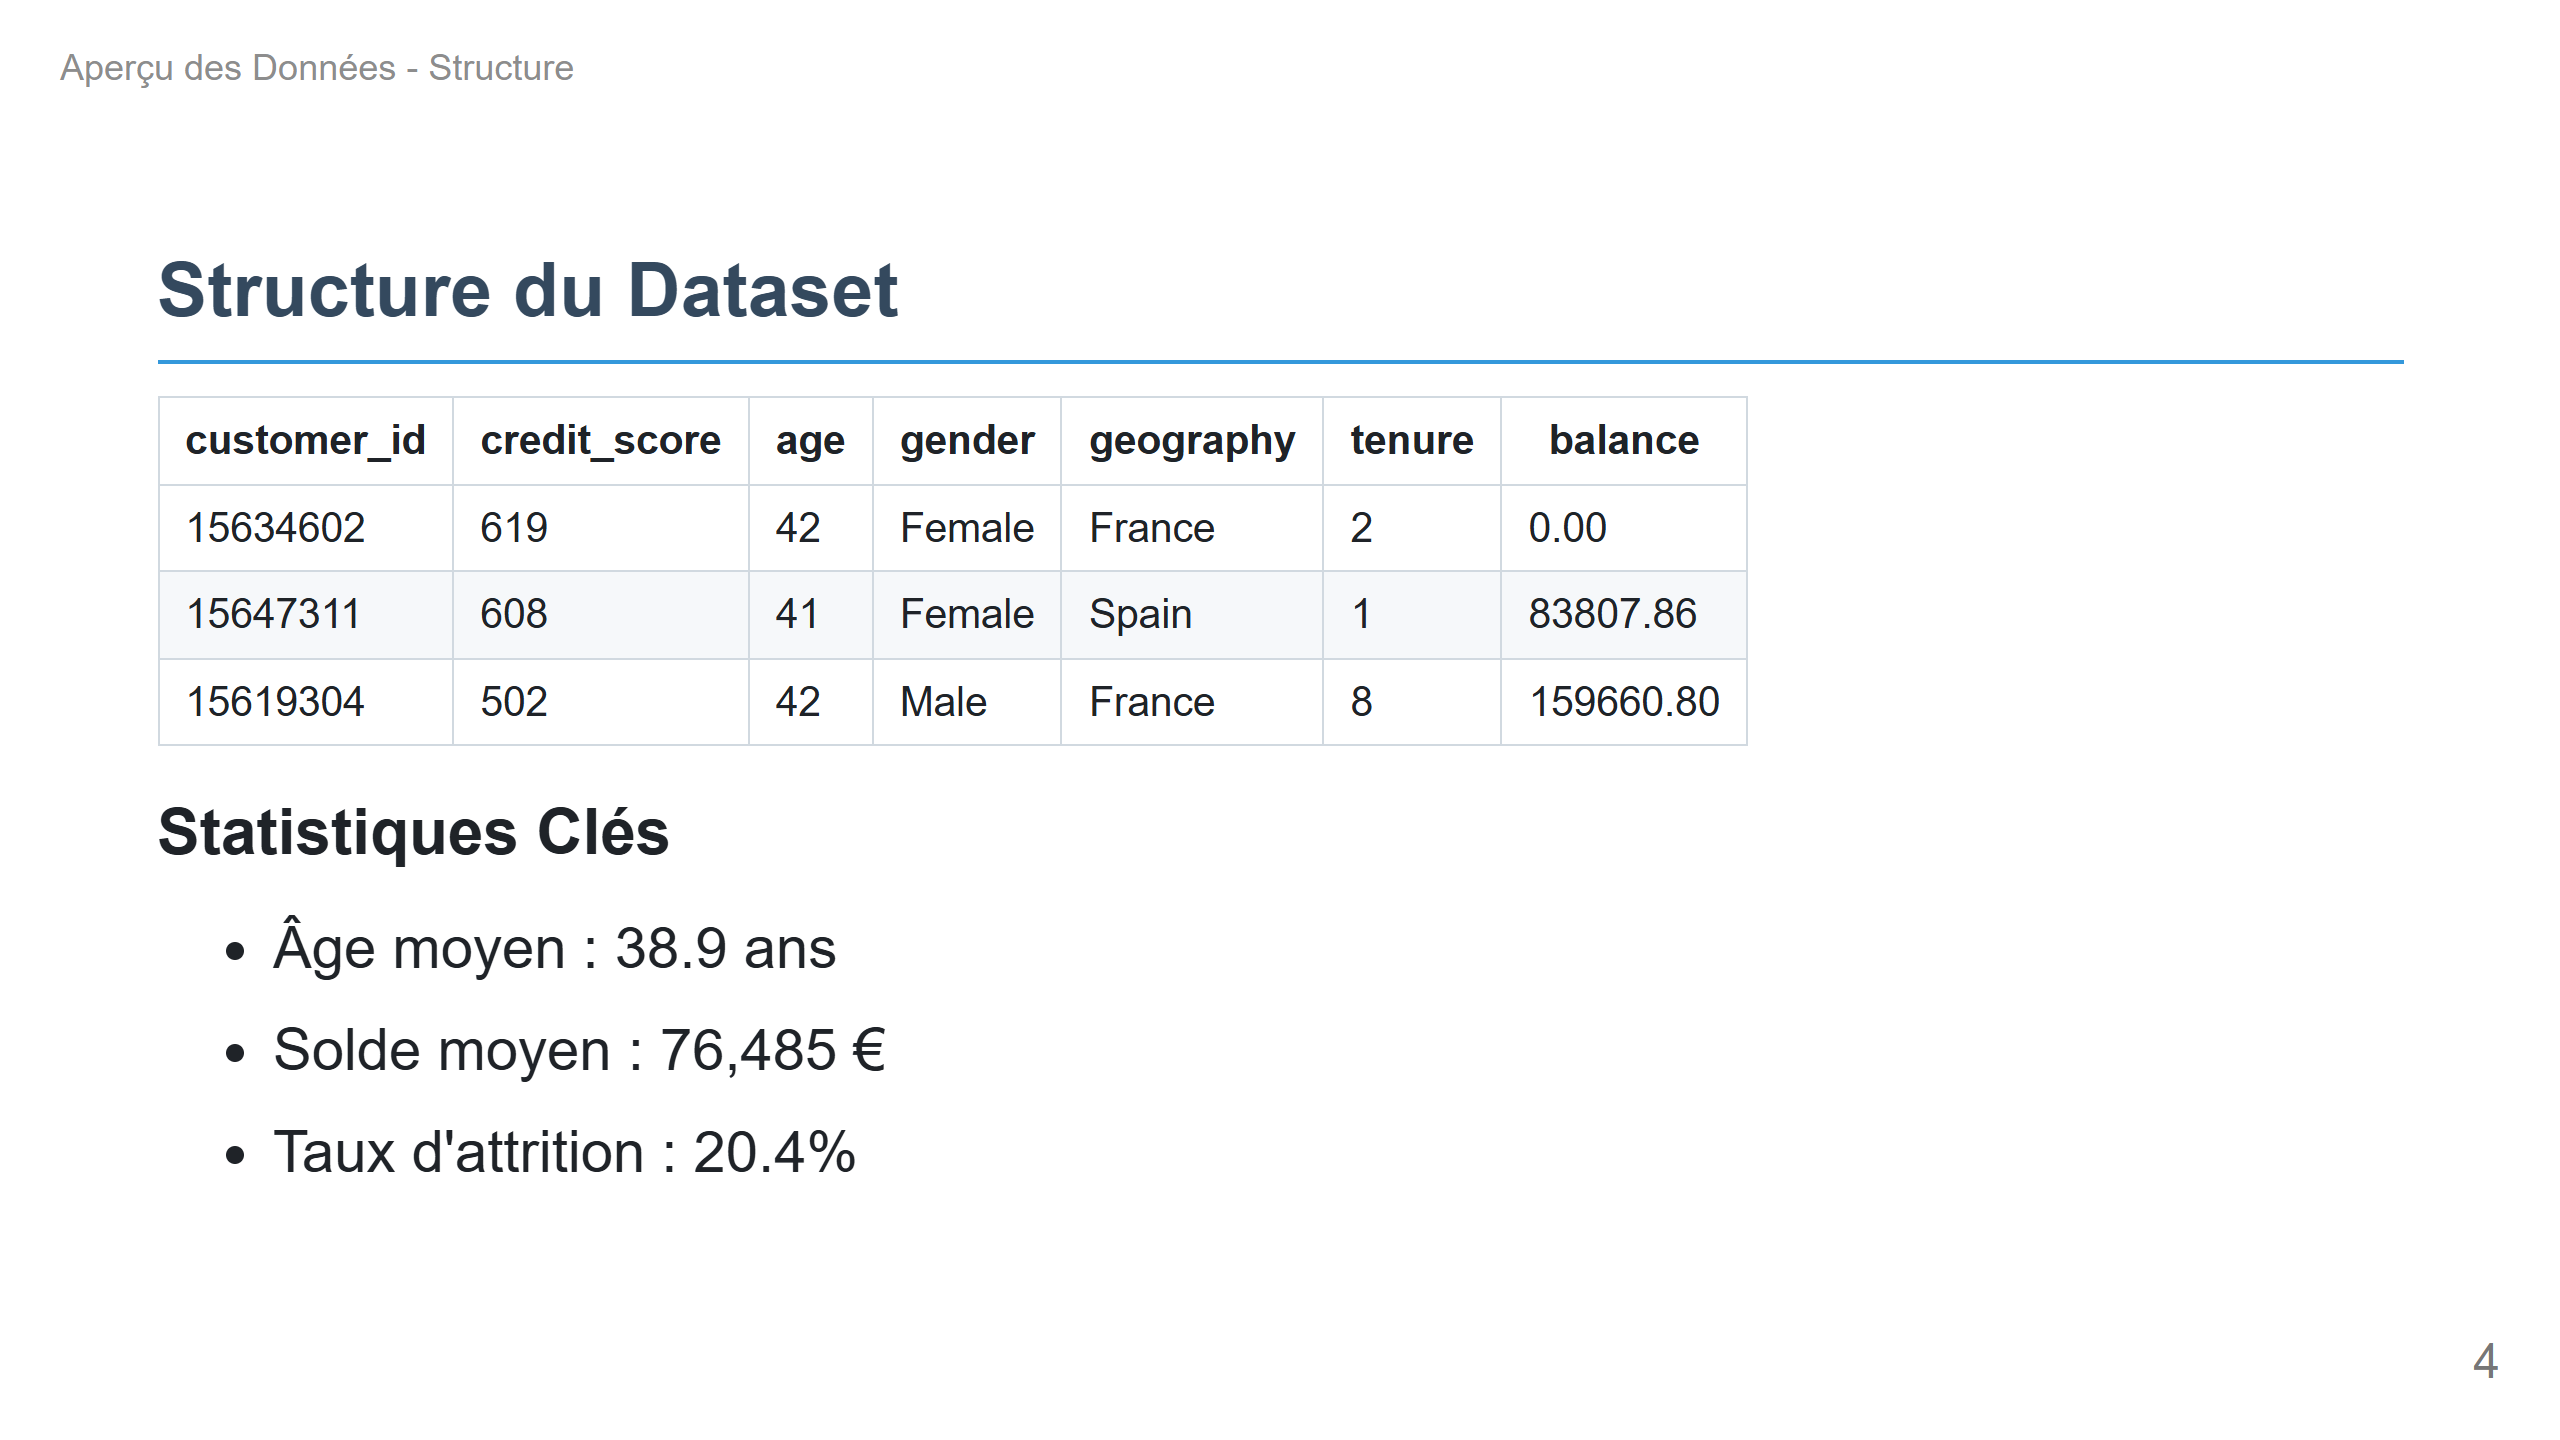 Aperçu des Données - Structure
Structure du Dataset
customer_id credit_score age gender geography tenure balance
15634602 619 42 Female France 2 0.00
15647311 608 41 Female Spain 1 83807.86
15619304 502 42 Male France 8 159660.80
Statistiques Clés
• Âge moyen : 38.9 ans
• Solde moyen : 76,485 €
• Taux d'attrition : 20.4%
4